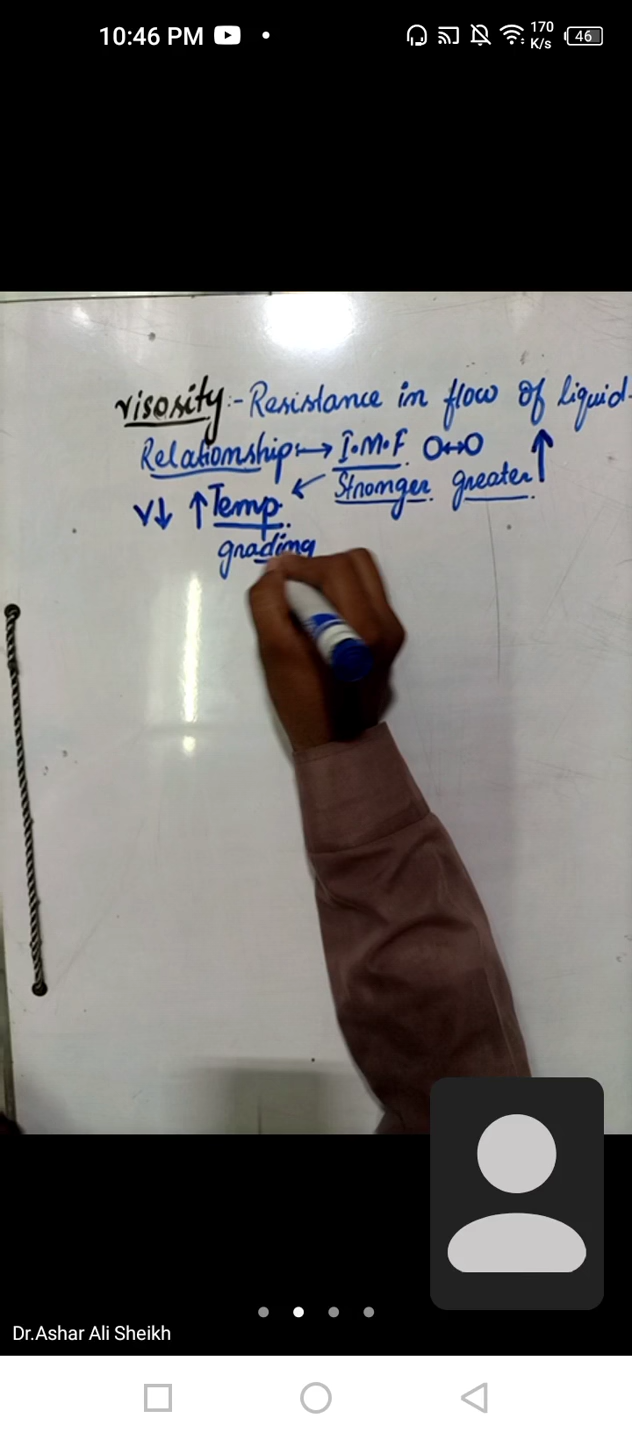 10:46 PM
170 K/s
46
visosity:- Resistance in flow of liquid.
Relationship:→ I.M.F O↔O ↑
V↓ ↑Temp. ← Stronger greater
grading
Dr.Ashar Ali Sheikh